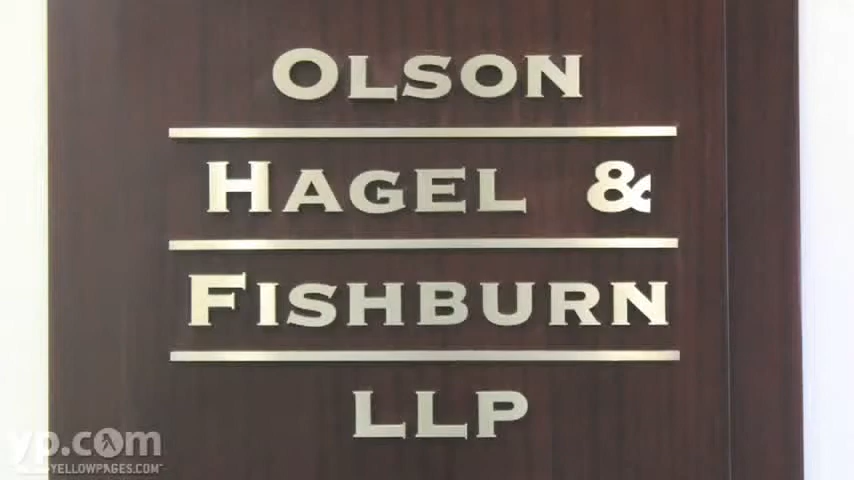 OLSON
HAGEL &
FISHBURN
LLP
yp.com
YELLOWPAGES.COM